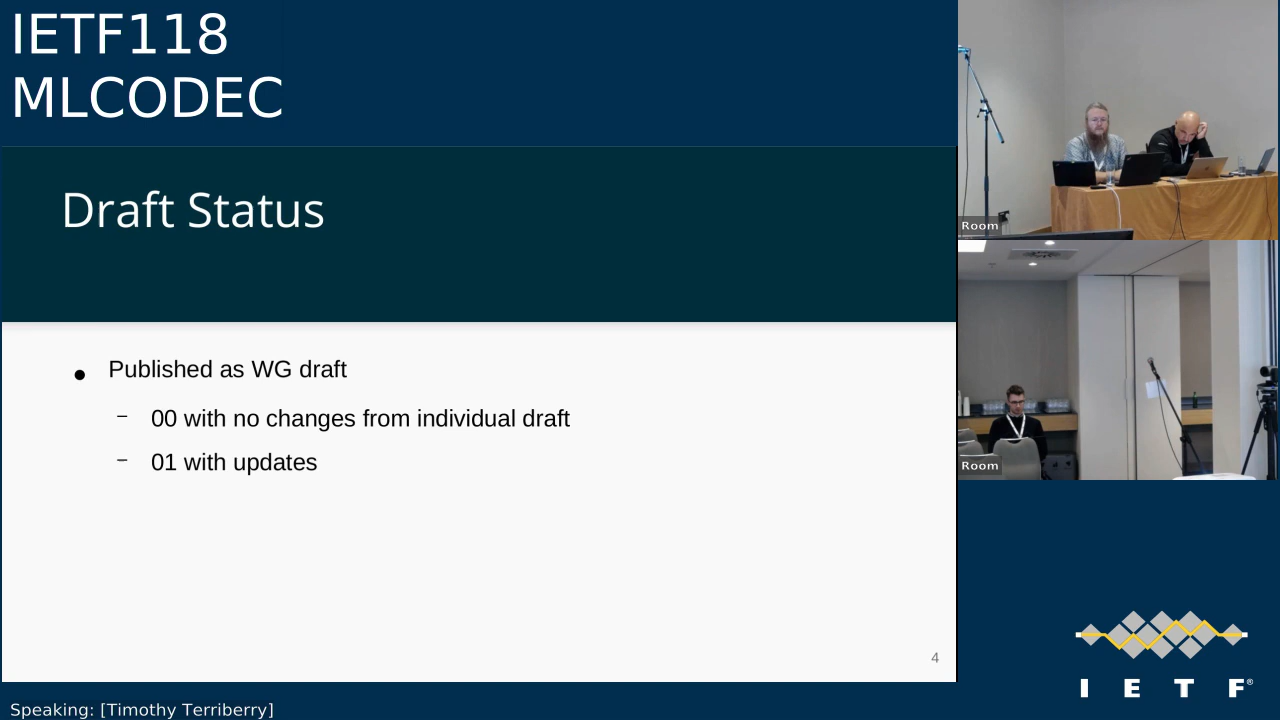 IETF118
MLCODEC
Draft Status
● Published as WG draft
– 00 with no changes from individual draft
– 01 with updates
4
Speaking: [Timothy Terriberry]
Room
Room
I E T F®